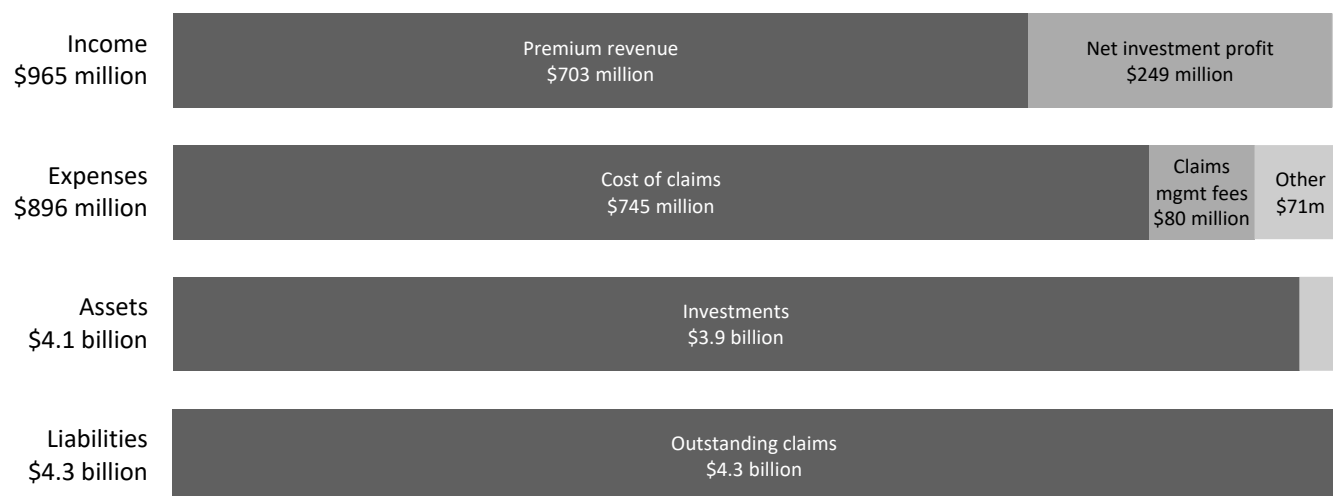 Income
$965 million
Premium revenue
$703 million
Net investment profit
$249 million
Expenses
$896 million
Cost of claims
$745 million
Claims
mgmt fees
$80 million
Other
$71m
Assets
$4.1 billion
Investments
$3.9 billion
Liabilities
$4.3 billion
Outstanding claims
$4.3 billion